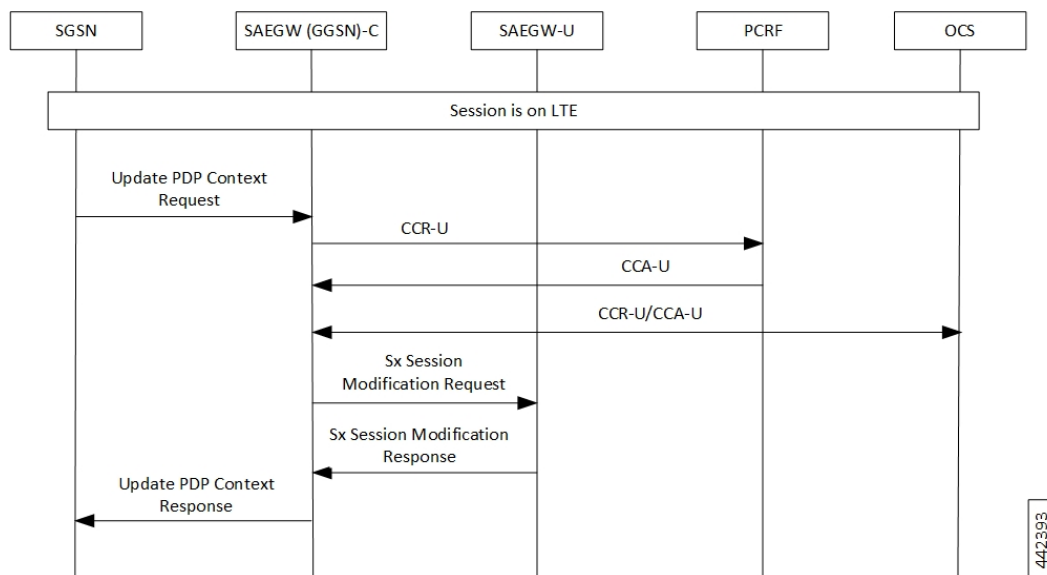 SGSN
SAEGW (GGSN)-C
SAEGW-U
PCRF
OCS
Session is on LTE
Update PDP Context
Request
CCR-U
CCA-U
CCR-U/CCA-U
Sx Session
Modification Request
Sx Session Modification
Response
Update PDP Context
Response
442393